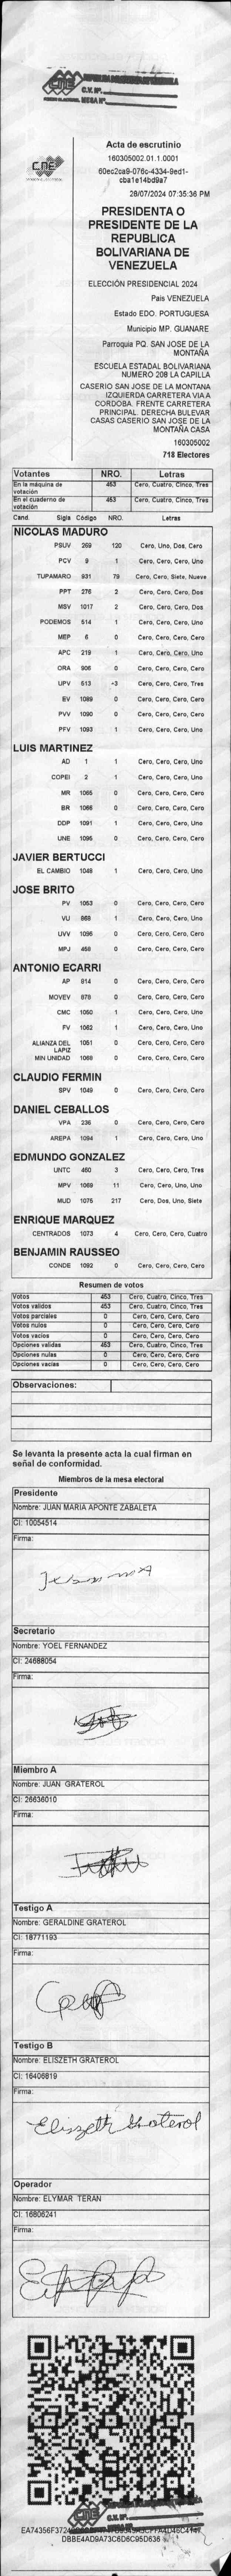 CNE
C.V. Nº.
MESA Nº
CNE
Acta de escrutinio
160305002.01.1.0001
60ec2ca9-076c-4334-9ed1-
cba1e14bd9a7
28/07/2024 07:35:36 PM
PRESIDENTA O
PRESIDENTE DE LA
REPUBLICA
BOLIVARIANA DE
VENEZUELA
ELECCIÓN PRESIDENCIAL 2024
Pais VENEZUELA
Estado EDO. PORTUGUESA
Municipio MP. GUANARE
Parroquia PQ. SAN JOSE DE LA
MONTAÑA
ESCUELA ESTADAL BOLIVARIANA
NUMERO 208 LA CAPILLA
CASERIO SAN JOSE DE LA MONTANA
IZQUIERDA CARRETERA VIA A
CORDOBA. FRENTE CARRETERA
PRINCIPAL. DERECHA BULEVAR
CASAS CASERIO SAN JOSE DE LA
MONTAÑA CASA
160305002
718 Electores
Votantes NRO. Letras
En la máquina de votación 453 Cero, Cuatro, Cinco, Tres
En el cuaderno de votación 453 Cero, Cuatro, Cinco, Tres
Cand. Sigla Código NRO. Letras
NICOLAS MADURO
PSUV 269 120 Cero, Uno, Dos, Cero
PCV 9 1 Cero, Cero, Cero, Uno
TUPAMARO 931 79 Cero, Cero, Siete, Nueve
PPT 276 2 Cero, Cero, Cero, Dos
MSV 1017 2 Cero, Cero, Cero, Dos
PODEMOS 514 1 Cero, Cero, Cero, Uno
MEP 6 0 Cero, Cero, Cero, Cero
APC 219 1 Cero, Cero, Cero, Uno
ORA 906 0 Cero, Cero, Cero, Cero
UPV 513 3 Cero, Cero, Cero, Tres
EV 1089 0 Cero, Cero, Cero, Cero
PVV 1090 0 Cero, Cero, Cero, Cero
PFV 1093 1 Cero, Cero, Cero, Uno
LUIS MARTINEZ
AD 1 1 Cero, Cero, Cero, Uno
COPEI 2 1 Cero, Cero, Cero, Uno
MR 1065 0 Cero, Cero, Cero, Cero
BR 1066 0 Cero, Cero, Cero, Cero
DDP 1091 1 Cero, Cero, Cero, Uno
UNE 1095 0 Cero, Cero, Cero, Cero
JAVIER BERTUCCI
EL CAMBIO 1048 1 Cero, Cero, Cero, Uno
JOSE BRITO
PV 1053 0 Cero, Cero, Cero, Cero
VU 868 1 Cero, Cero, Cero, Uno
UVV 1096 0 Cero, Cero, Cero, Cero
MPJ 458 0 Cero, Cero, Cero, Cero
ANTONIO ECARRI
AP 814 0 Cero, Cero, Cero, Cero
MOVEV 878 0 Cero, Cero, Cero, Cero
CMC 1050 1 Cero, Cero, Cero, Uno
FV 1062 1 Cero, Cero, Cero, Uno
ALIANZA DEL LAPIZ 1051 0 Cero, Cero, Cero, Cero
MIN UNIDAD 1068 0 Cero, Cero, Cero, Cero
CLAUDIO FERMIN
SPV 1049 0 Cero, Cero, Cero, Cero
DANIEL CEBALLOS
VPA 236 0 Cero, Cero, Cero, Cero
AREPA 1084 1 Cero, Cero, Cero, Uno
EDMUNDO GONZALEZ
UNTC 460 3 Cero, Cero, Cero, Tres
MPV 1069 11 Cero, Cero, Uno, Uno
MUD 1075 217 Cero, Dos, Uno, Siete
ENRIQUE MARQUEZ
CENTRADOS 1073 4 Cero, Cero, Cero, Cuatro
BENJAMIN RAUSSEO
CONDE 1092 0 Cero, Cero, Cero, Cero
Resumen de votos
Votos 453 Cero, Cuatro, Cinco, Tres
Votos validos 453 Cero, Cuatro, Cinco, Tres
Votos parciales 0 Cero, Cero, Cero, Cero
Votos nulos 0 Cero, Cero, Cero, Cero
Votos vacios 0 Cero, Cero, Cero, Cero
Opciones validas 453 Cero, Cuatro, Cinco, Tres
Opciones nulas 0 Cero, Cero, Cero, Cero
Opciones vacias 0 Cero, Cero, Cero, Cero
Observaciones:
Se levanta la presente acta la cual firman en
señal de conformidad.
Miembros de la mesa electoral
Presidente
Nombre: JUAN MARIA APONTE ZABALETA
CI: 10054514
Firma:
Secretario
Nombre: YOEL FERNANDEZ
CI: 24688054
Firma:
Miembro A
Nombre: JUAN GRATEROL
CI: 26636010
Firma:
Testigo A
Nombre: GERALDINE GRATEROL
CI: 18771193
Firma:
Testigo B
Nombre: ELISZETH GRATEROL
CI: 16406819
Firma:
Eliszeth Graterol
Operador
Nombre: ELYMAR TERAN
CI: 16806241
Firma:
CNE
C.V. Nº.
DBBE4AD9A73C6D6C95D636